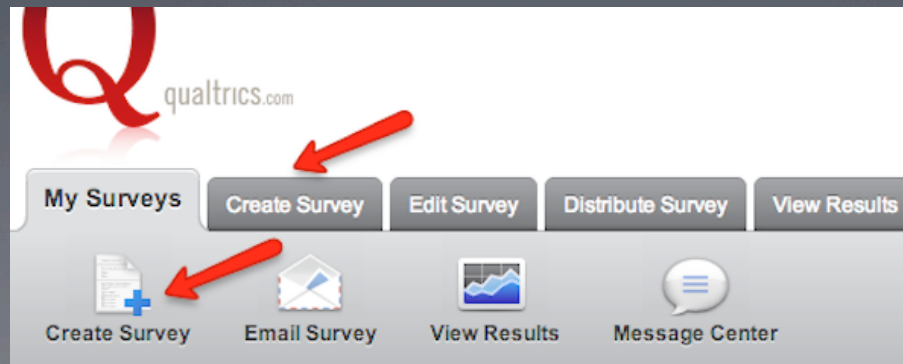 Q
qualtrics.com
My Surveys Create Survey Edit Survey Distribute Survey View Results
Create Survey Email Survey View Results Message Center